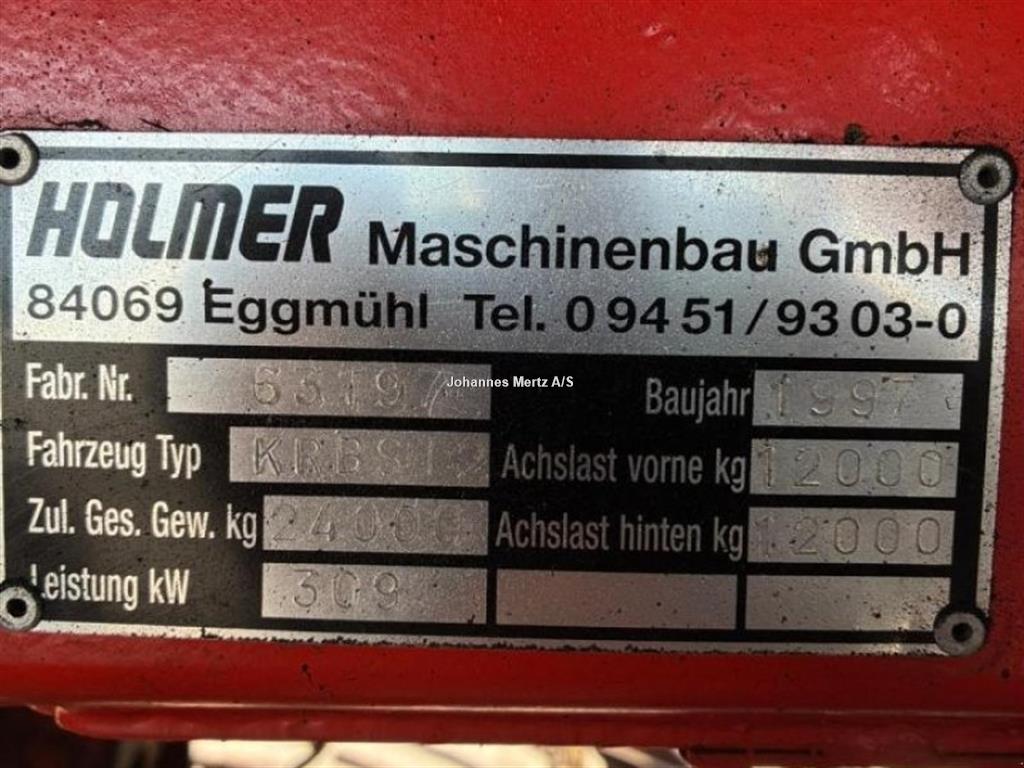 HOLMER Maschinenbau GmbH
84069 Eggmühl Tel. 0 94 51 / 93 03-0
Fabr. Nr. Baujahr 1997
Johannes Mertz A/S
Fahrzeug Typ Achslast vorne kg 12000
Zul. Ges. Gew. kg 24000 Achslast hinten kg 12000
Leistung kW 309